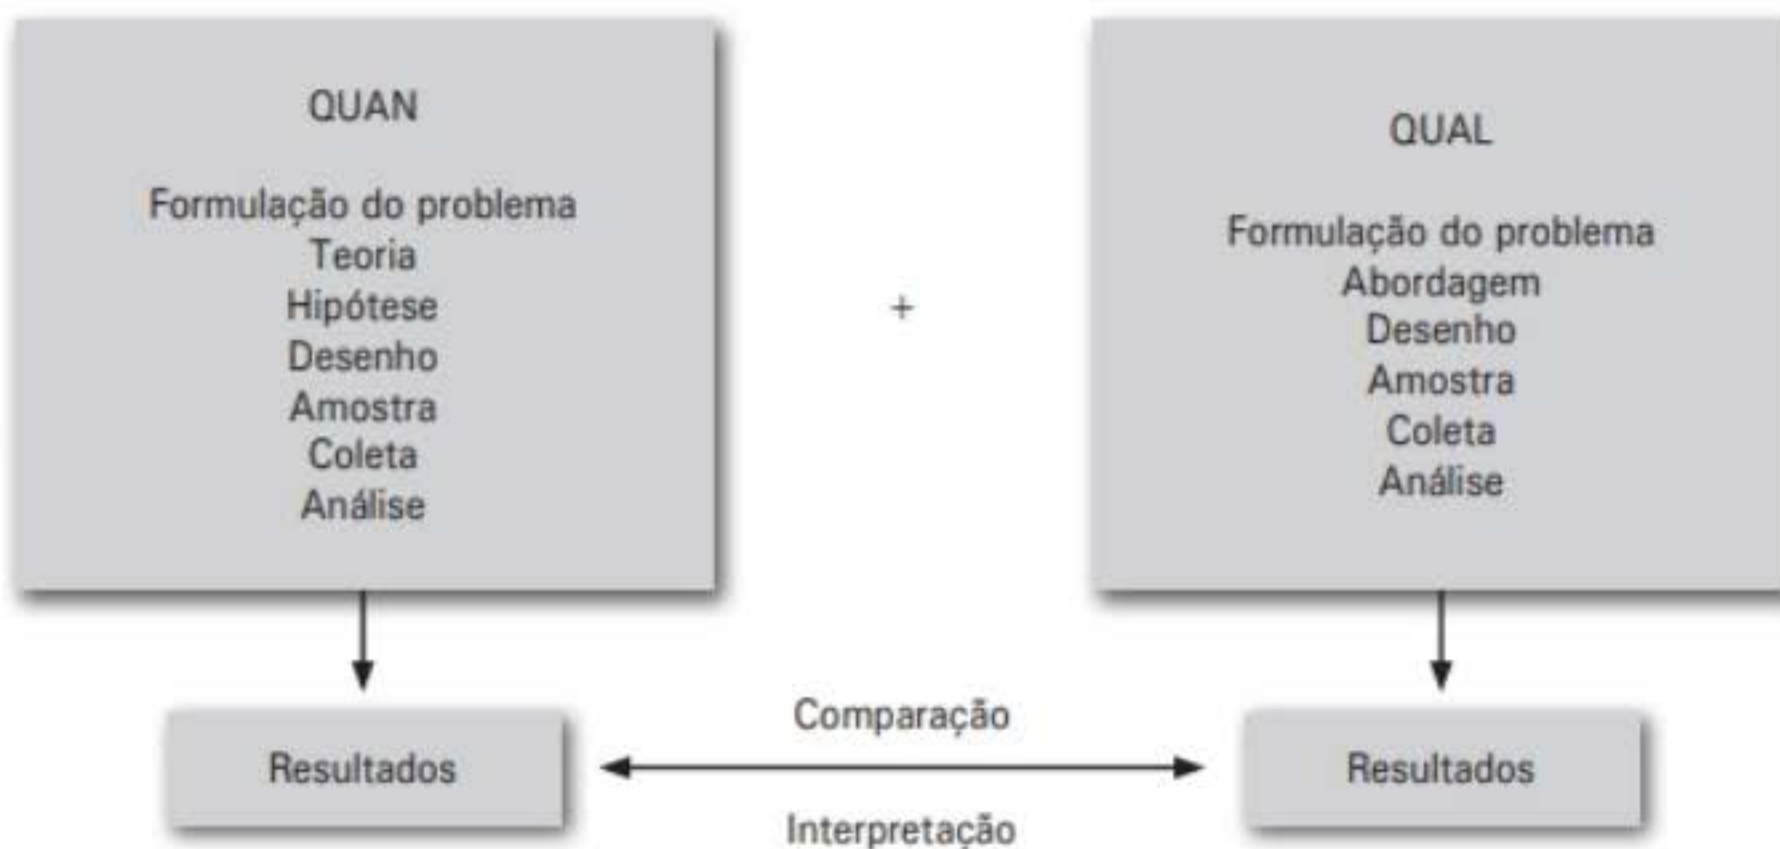 QUAN
Formulação do problema
Teoria
Hipótese
Desenho
Amostra
Coleta
Análise
+
QUAL
Formulação do problema
Abordagem
Desenho
Amostra
Coleta
Análise
Resultados
Comparação
Interpretação
Resultados